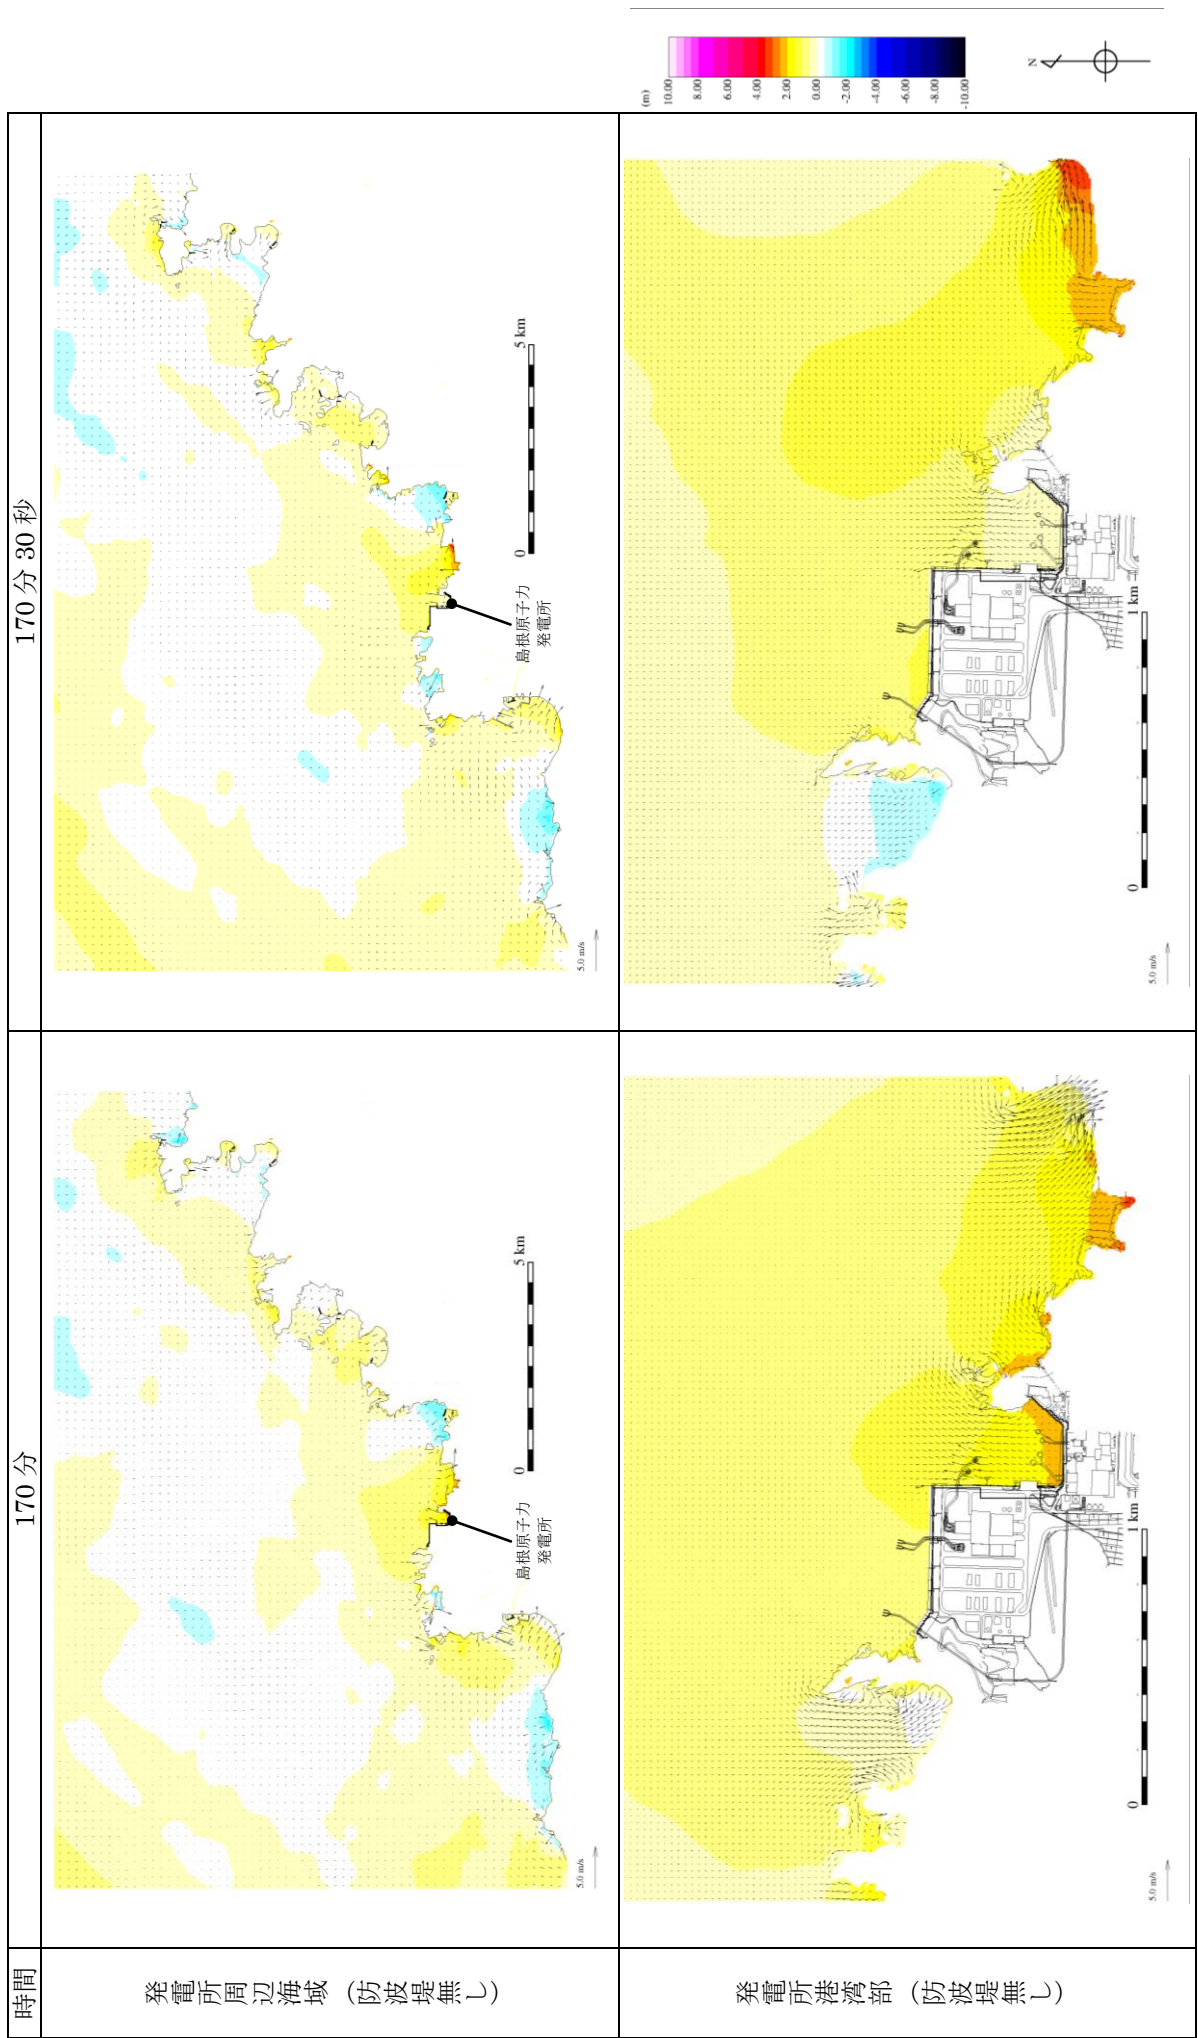 時間
170分
170分30秒
発電所周辺海域（防波堤無し）
島根原子力
発電所
0
5 km
5.0 m/s
島根原子力
発電所
0
5 km
5.0 m/s
発電所港湾部（防波堤無し）
0
1 km
5.0 m/s
0
1 km
5.0 m/s
(m)
10.00
8.00
6.00
4.00
2.00
0.00
-2.00
-4.00
-6.00
-8.00
-10.00
N